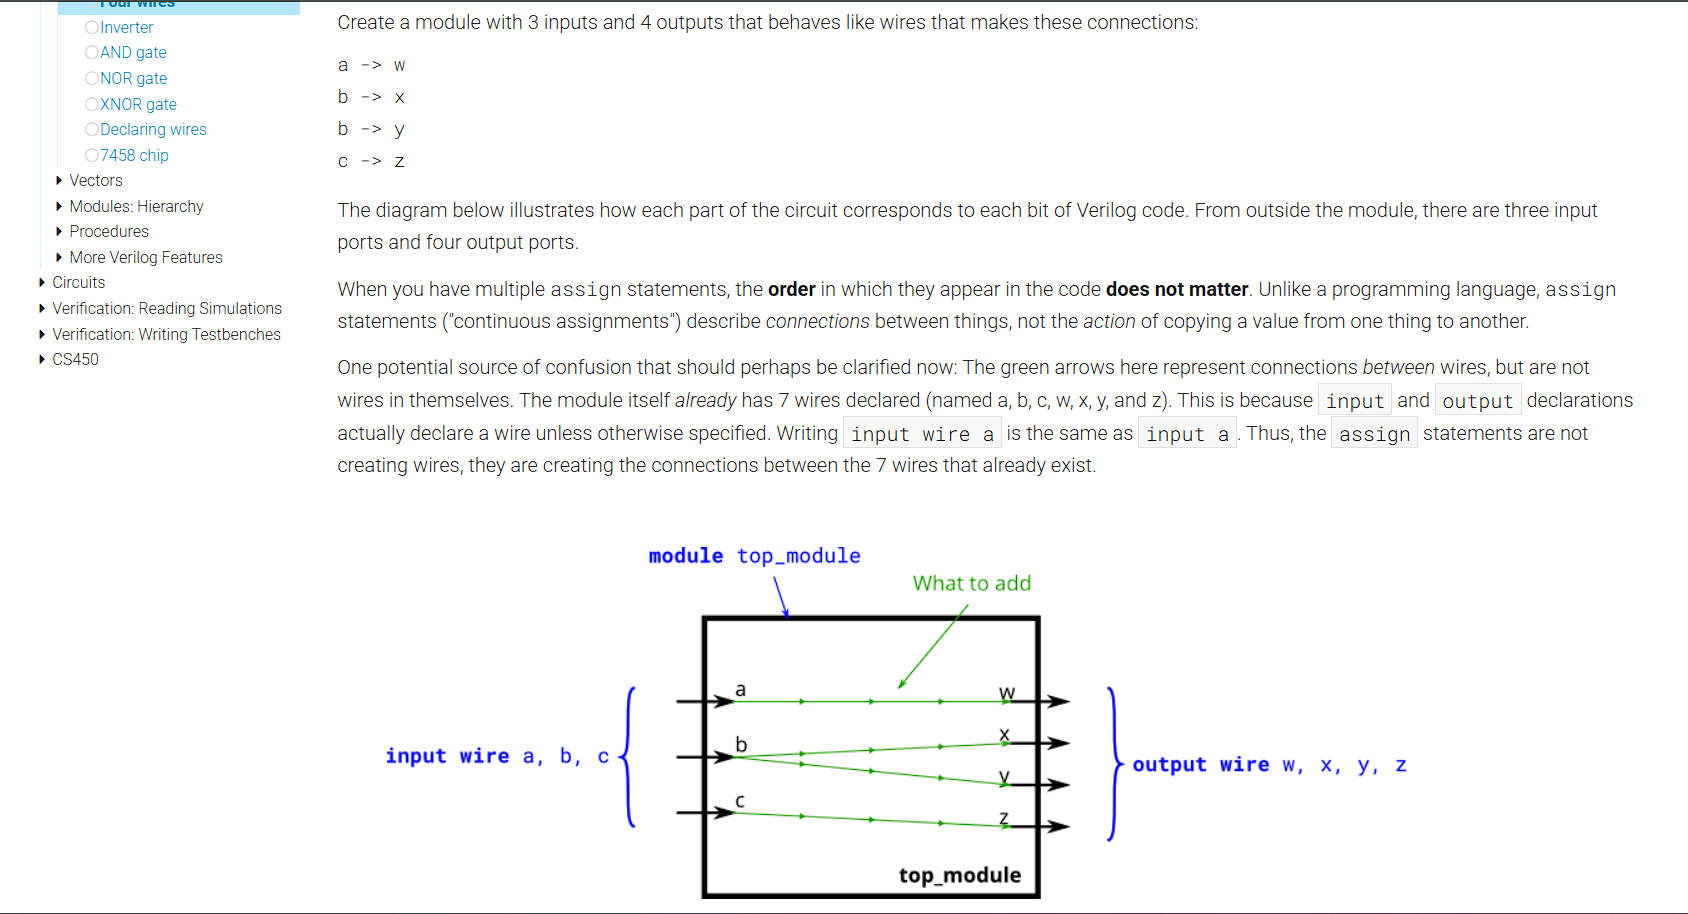 Four wires
Inverter
AND gate
NOR gate
XNOR gate
Declaring wires
7458 chip
Vectors
Modules: Hierarchy
Procedures
More Verilog Features
Circuits
Verification: Reading Simulations
Verification: Writing Testbenches
CS450
Create a module with 3 inputs and 4 outputs that behaves like wires that makes these connections:
a -> w
b -> x
b -> y
c -> z
The diagram below illustrates how each part of the circuit corresponds to each bit of Verilog code. From outside the module, there are three input
ports and four output ports.
When you have multiple assign statements, the order in which they appear in the code does not matter. Unlike a programming language, assign
statements ("continuous assignments") describe connections between things, not the action of copying a value from one thing to another.
One potential source of confusion that should perhaps be clarified now: The green arrows here represent connections between wires, but are not
wires in themselves. The module itself already has 7 wires declared (named a, b, c, w, x, y, and z). This is because input and output declarations
actually declare a wire unless otherwise specified. Writing input wire a is the same as input a . Thus, the assign statements are not
creating wires, they are creating the connections between the 7 wires that already exist.
module top_module
What to add
a
w
x
b
y
c
z
input wire a, b, c
output wire w, x, y, z
top_module